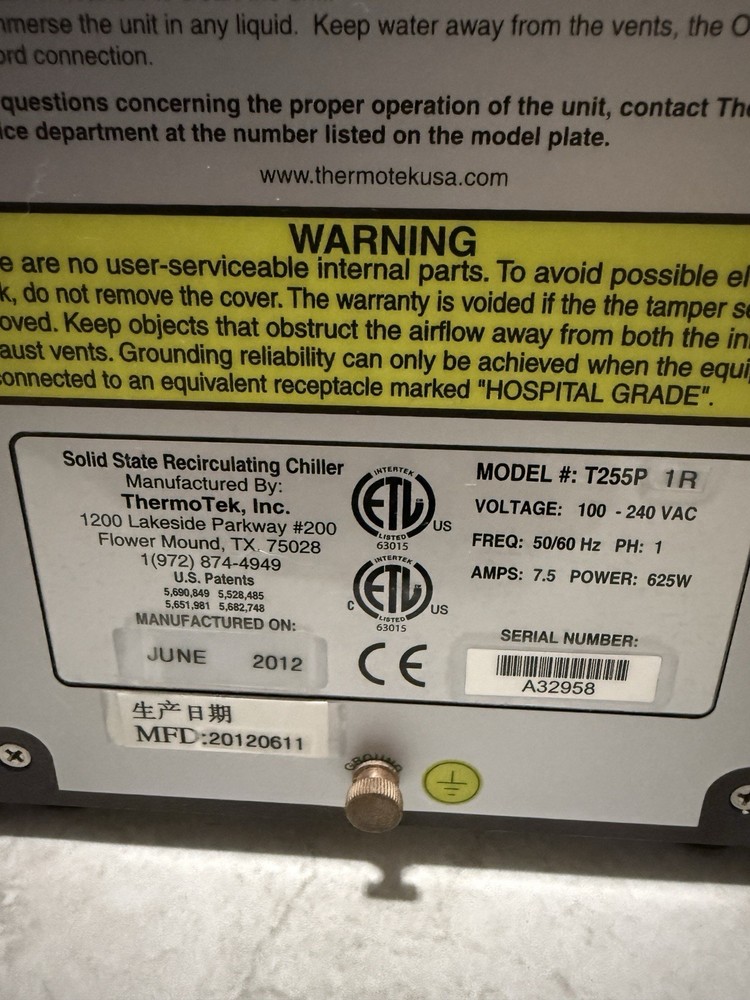 mmerse the unit in any liquid. Keep water away from the vents, the O
ord connection.
questions concerning the proper operation of the unit, contact The
ice department at the number listed on the model plate.
www.thermotekusa.com
WARNING
e are no user-serviceable internal parts. To avoid possible el
k, do not remove the cover. The warranty is voided if the the tamper se
oved. Keep objects that obstruct the airflow away from both the in
aust vents. Grounding reliability can only be achieved when the equi
onnected to an equivalent receptacle marked "HOSPITAL GRADE".
Solid State Recirculating Chiller
Manufactured By:
ThermoTek, Inc.
1200 Lakeside Parkway #200
Flower Mound, TX. 75028
1(972) 874-4949
U.S. Patents
5,690,849 5,528,485
5,651,981 5,682,748
MANUFACTURED ON:
JUNE 2012
INTERTEK
ETL US
LISTED
63015
INTERTEK
C ETL US
LISTED
63015
CE
MODEL #: T255P 1R
VOLTAGE: 100 - 240 VAC
FREQ: 50/60 Hz PH: 1
AMPS: 7.5 POWER: 625W
SERIAL NUMBER:
A32958
生产日期
MFD:20120611
GROUND